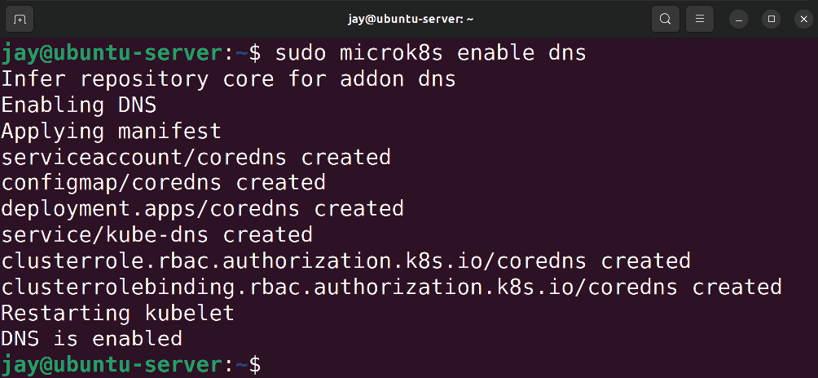 jay@ubuntu-server: ~
jay@ubuntu-server:~$ sudo microk8s enable dns
Infer repository core for addon dns
Enabling DNS
Applying manifest
serviceaccount/coredns created
configmap/coredns created
deployment.apps/coredns created
service/kube-dns created
clusterrole.rbac.authorization.k8s.io/coredns created
clusterrolebinding.rbac.authorization.k8s.io/coredns created
Restarting kubelet
DNS is enabled
jay@ubuntu-server:~$